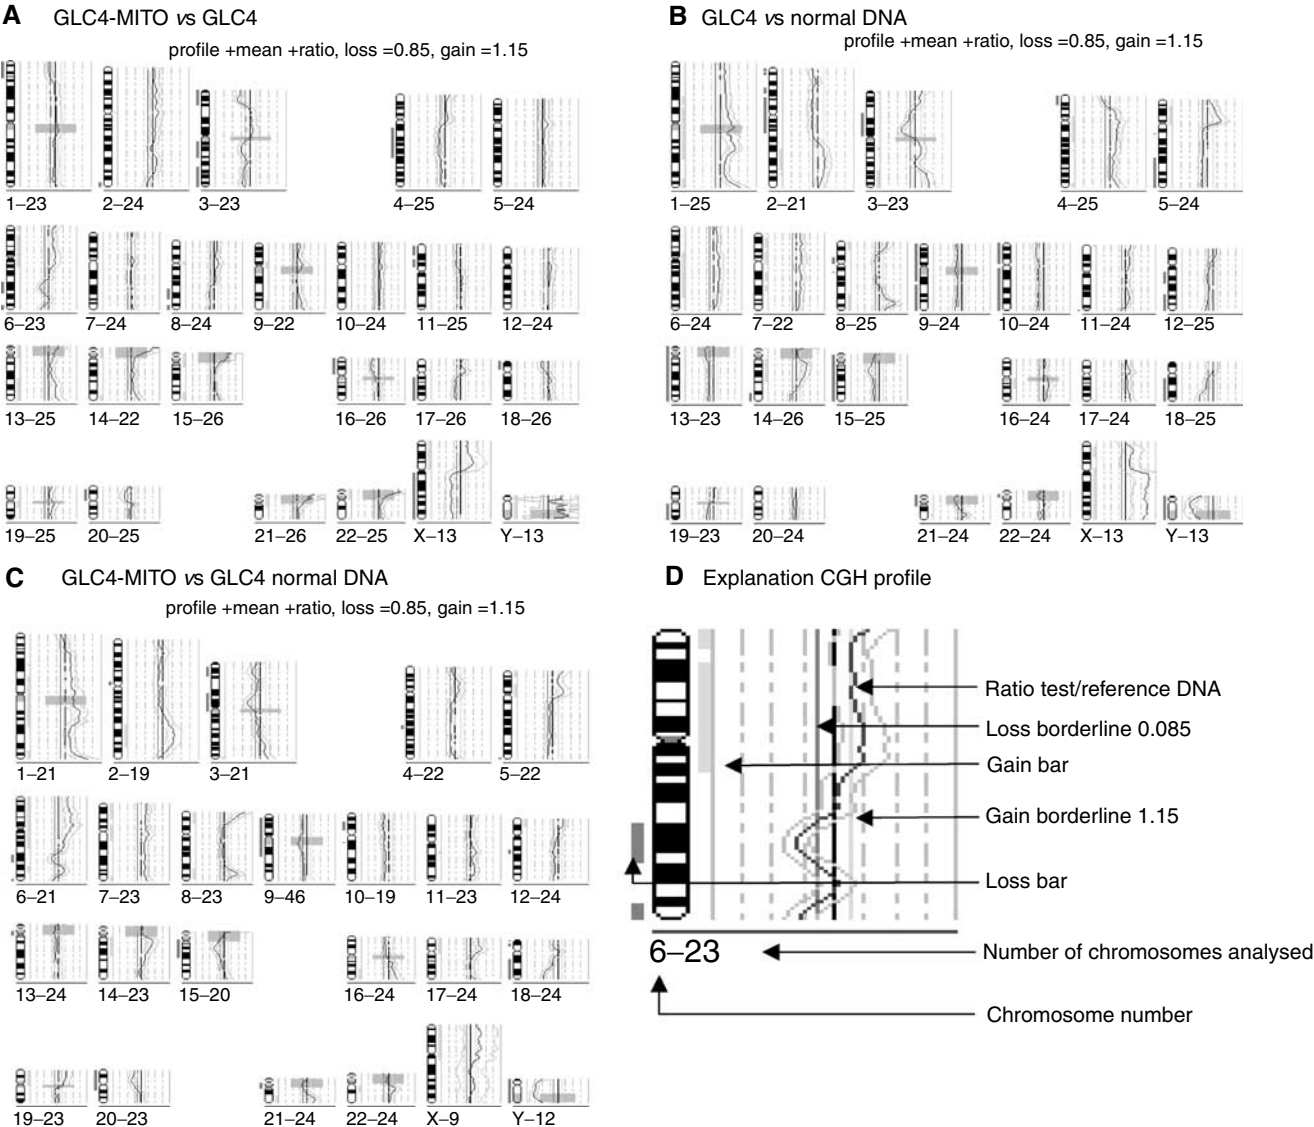 A GLC4-MITO vs GLC4
profile +mean +ratio, loss =0.85, gain =1.15
1–23 2–24 3–23 4–25 5–24
6–23 7–24 8–24 9–22 10–24 11–25 12–24
13–25 14–22 15–26 16–26 17–26 18–26
19–25 20–25 21–26 22–25 X–13 Y–13
B GLC4 vs normal DNA
profile +mean +ratio, loss =0.85, gain =1.15
1–25 2–21 3–23 4–25 5–24
6–24 7–22 8–25 9–24 10–24 11–24 12–25
13–23 14–26 15–25 16–24 17–24 18–25
19–23 20–24 21–24 22–24 X–13 Y–13
C GLC4-MITO vs GLC4 normal DNA
profile +mean +ratio, loss =0.85, gain =1.15
1–21 2–19 3–21 4–22 5–22
6–21 7–23 8–23 9–46 10–19 11–23 12–24
13–24 14–23 15–20 16–24 17–24 18–24
19–23 20–23 21–24 22–24 X–9 Y–12
D Explanation CGH profile
Ratio test/reference DNA
Loss borderline 0.085
Gain bar
Gain borderline 1.15
Loss bar
6–23 Number of chromosomes analysed
Chromosome number